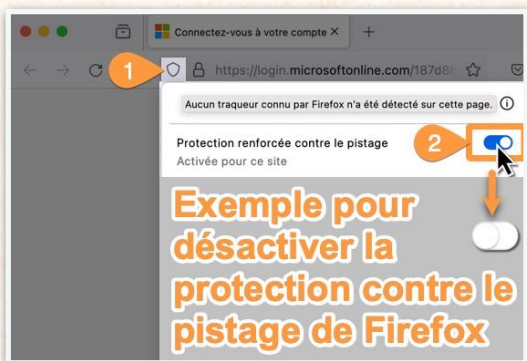 Connectez-vous à votre compte
1
https://login.microsoftonline.com/187d8
Aucun traqueur connu par Firefox n'a été détecté sur cette page.
Protection renforcée contre le pistage
2
Activée pour ce site
Exemple pour
désactiver la
protection contre le
pistage de Firefox